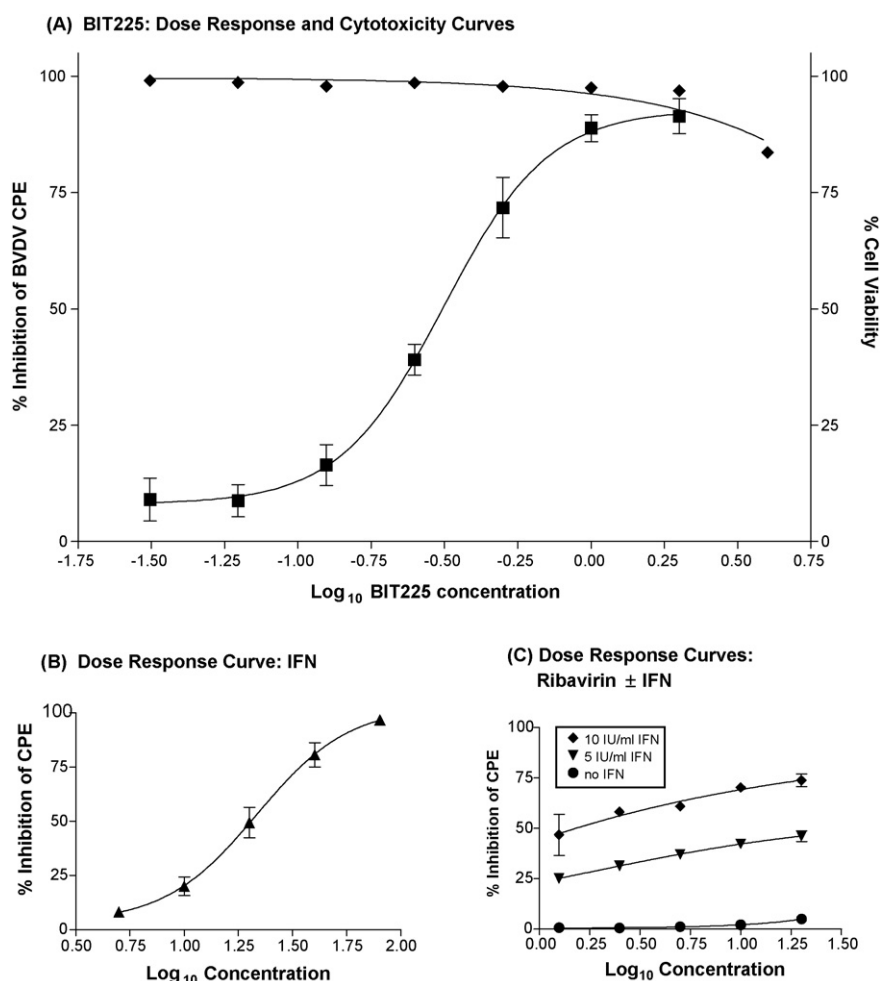 (A) BIT225: Dose Response and Cytotoxicity Curves
100
75
50
25
0
% Inhibition of BVDV CPE
100
75
50
25
0
% Cell Viability
-1.75 -1.50 -1.25 -1.00 -0.75 -0.50 -0.25 0.00 0.25 0.50 0.75
Log10 BIT225 concentration
(B) Dose Response Curve: IFN
100
75
50
25
0
% Inhibition of CPE
0.50 0.75 1.00 1.25 1.50 1.75 2.00
Log10 Concentration
(C) Dose Response Curves:
Ribavirin ± IFN
100
75
50
25
0
% Inhibition of CPE
10 IU/ml IFN
5 IU/ml IFN
no IFN
0.00 0.25 0.50 0.75 1.00 1.25 1.50
Log10 Concentration